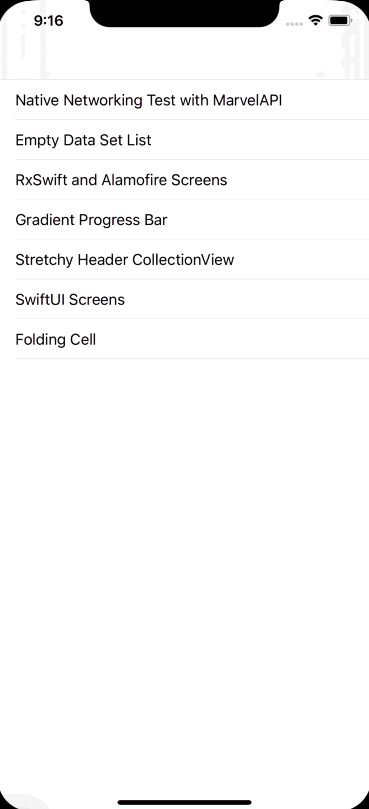 9:16
Native Networking Test with MarvelAPI
Empty Data Set List
RxSwift and Alamofire Screens
Gradient Progress Bar
Stretchy Header CollectionView
SwiftUI Screens
Folding Cell